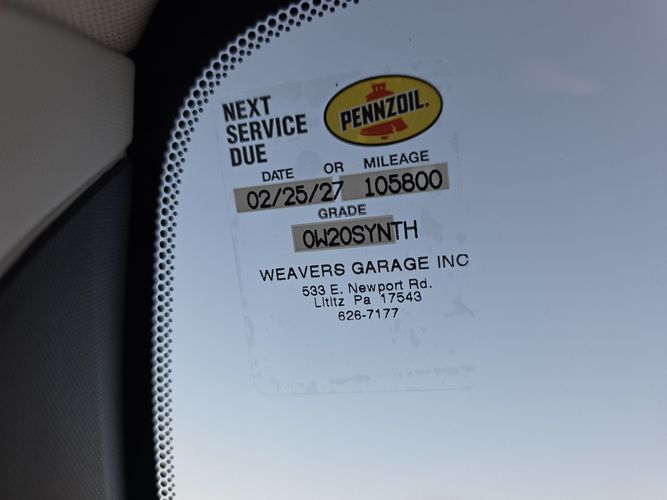 NEXT
SERVICE
DUE
PENNZOIL.
DATE OR MILEAGE
02/25/27 105800
GRADE
0W20SYNTH
WEAVERS GARAGE INC
533 E. Newport Rd.
Lititz Pa 17543
626-7177